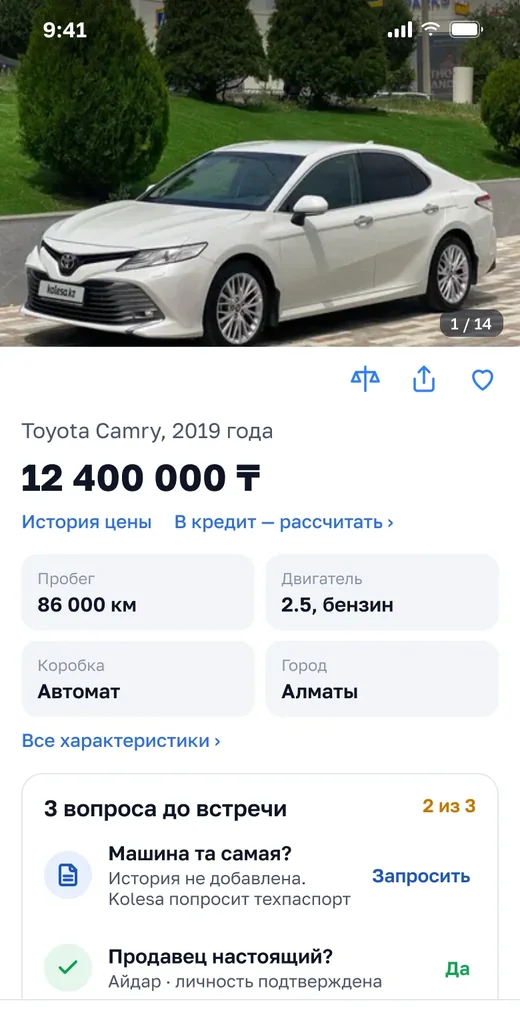 9:41
kolesa.kz
1 / 14
Toyota Camry, 2019 года
12 400 000 ₸
История цены В кредит — рассчитать ›
Пробег
86 000 км
Двигатель
2.5, бензин
Коробка
Автомат
Город
Алматы
Все характеристики ›
3 вопроса до встречи
2 из 3
Машина та самая?
История не добавлена.
Kolesa попросит техпаспорт
Запросить
Продавец настоящий?
Айдар · личность подтверждена
Да